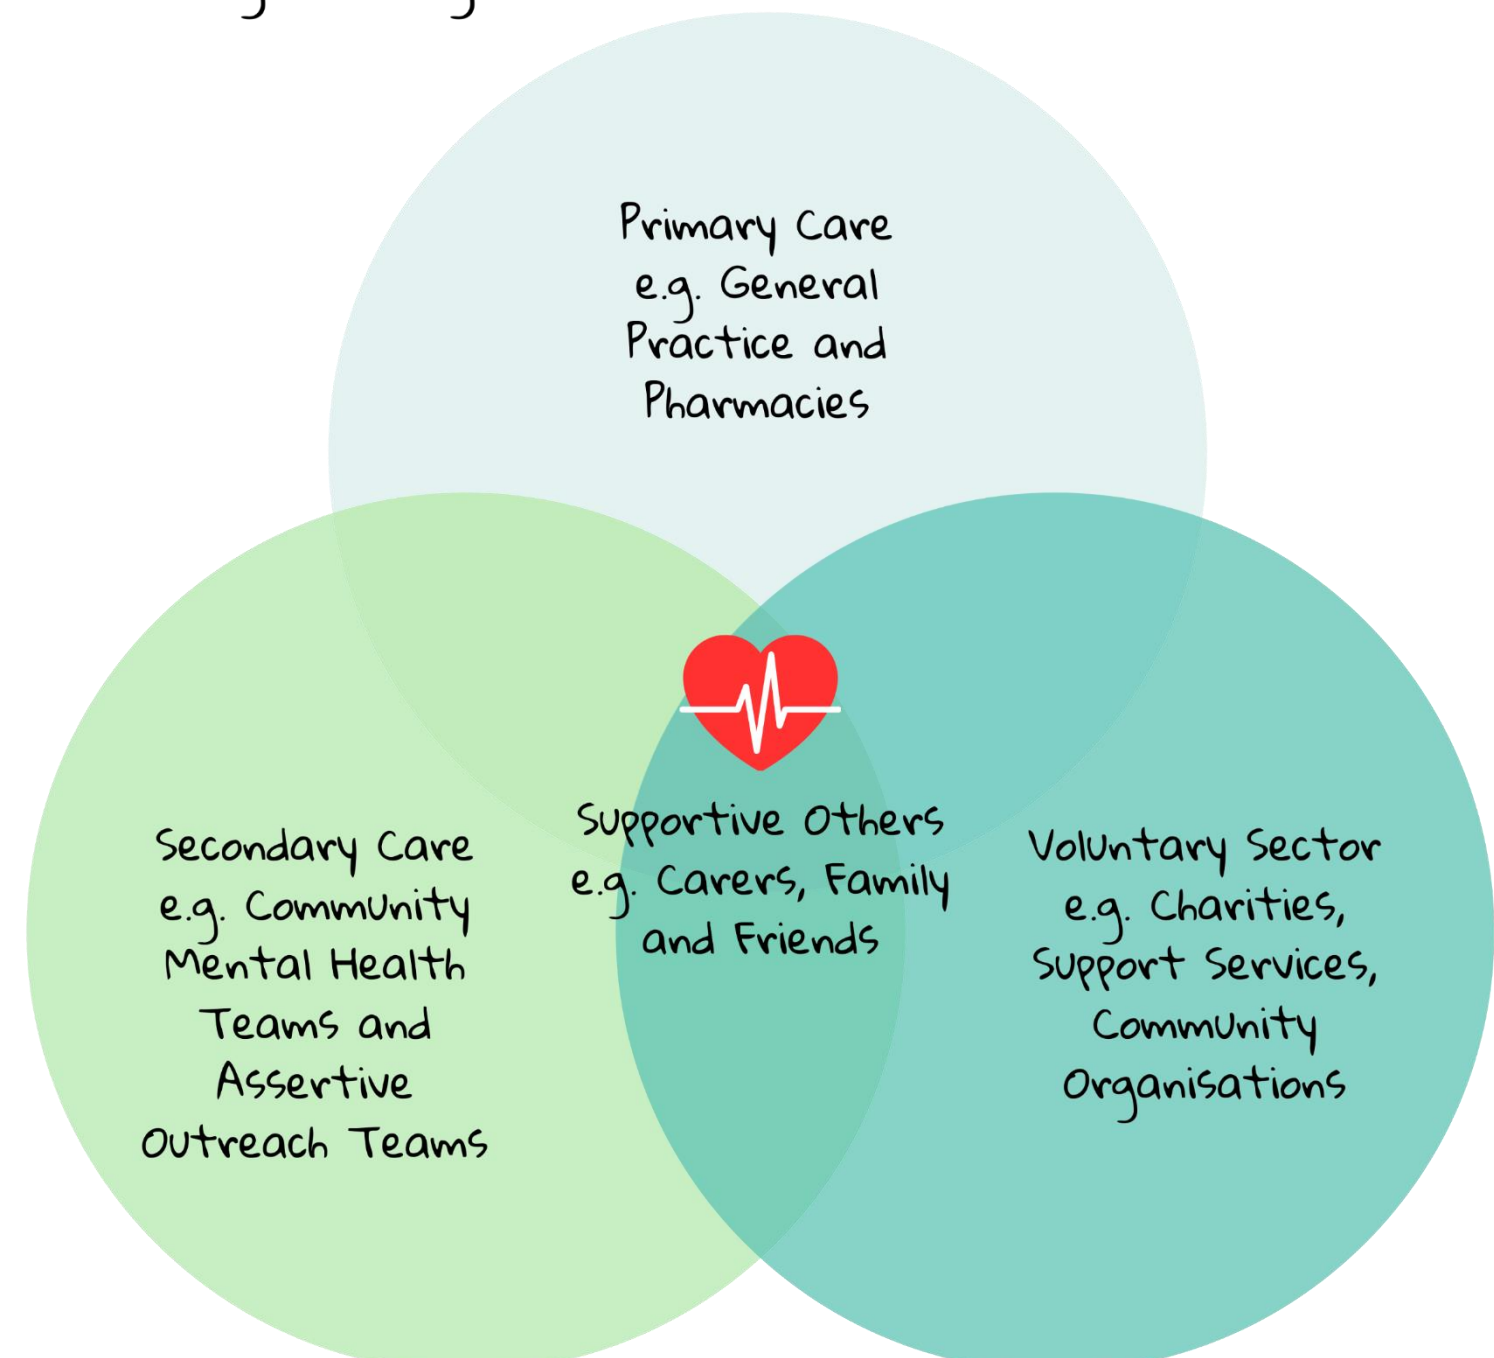 Primary Care
e.g. General
Practice and
Pharmacies
Supportive Others
e.g. Carers, Family
and Friends
Secondary Care
e.g. Community
Mental Health
Teams and
Assertive
Outreach Teams
Voluntary Sector
e.g. Charities,
Support Services,
Community
Organisations